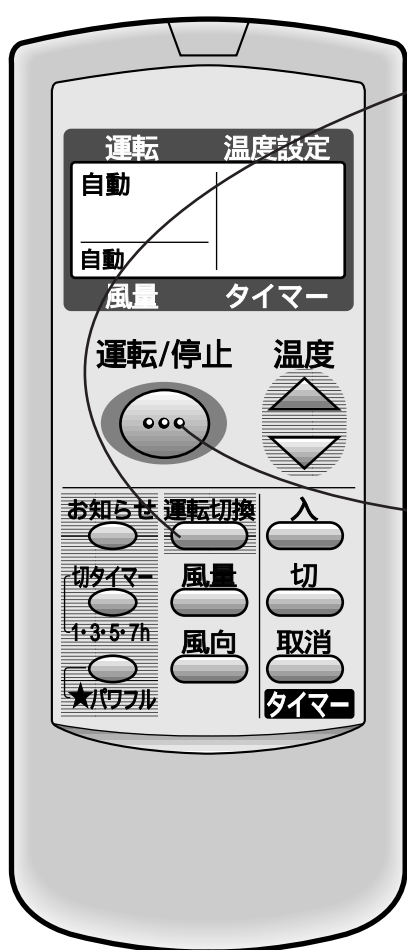 運転 温度設定
自動
自動
風量 タイマー
運転/停止 温度
お知らせ 運転切換 入
切タイマー 風量 切
1・3・5・7h 風向 取消
★パワフル タイマー